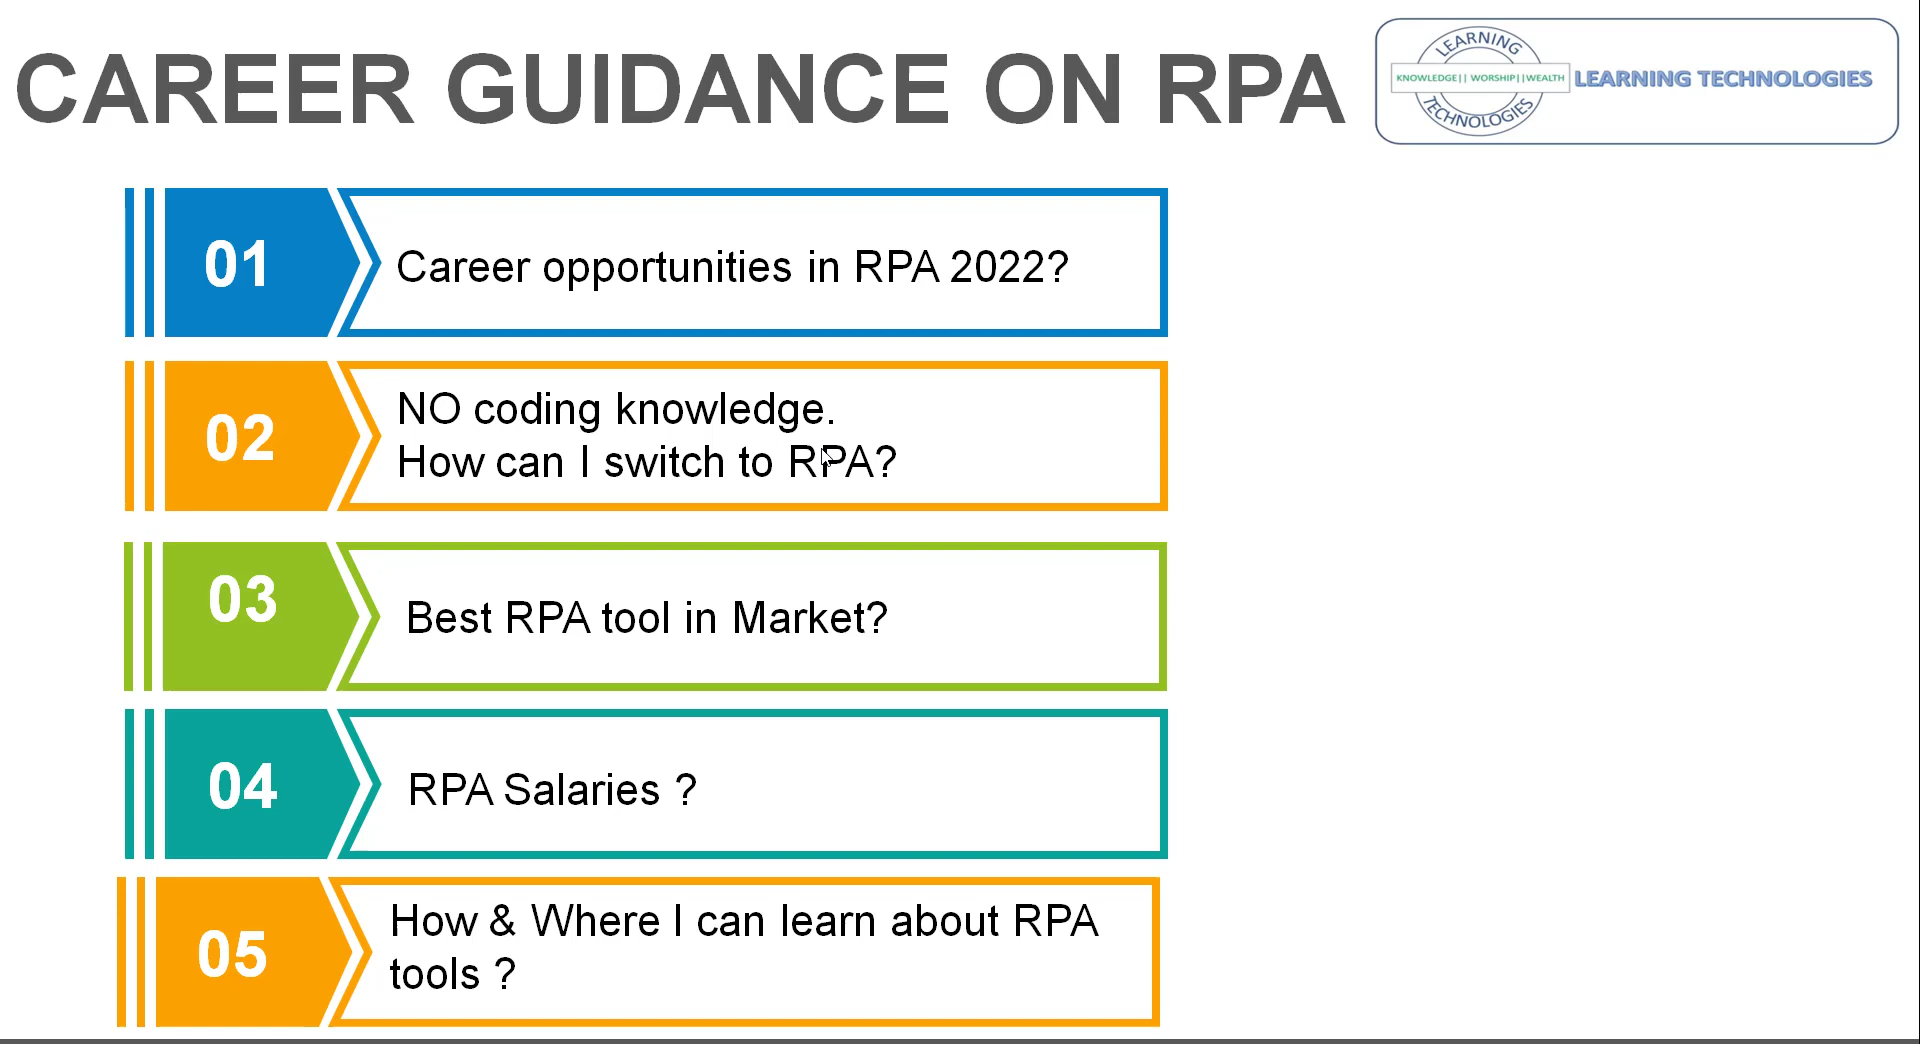 CAREER GUIDANCE ON RPA
LEARNING
KNOWLEDGE|| WORSHIP||WEALTH
TECHNOLOGIES
LEARNING TECHNOLOGIES
01
Career opportunities in RPA 2022?
02
NO coding knowledge.
How can I switch to RPA?
03
Best RPA tool in Market?
04
RPA Salaries ?
05
How & Where I can learn about RPA
tools ?